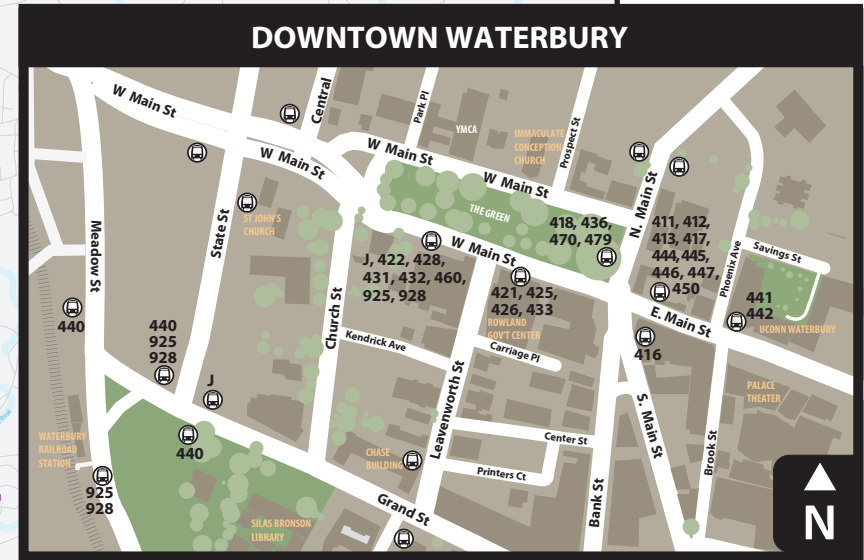 DOWNTOWN WATERBURY
W Main St
Central
Park Pl
YMCA
IMMACULATE
CONCEPTION
CHURCH
Prospect St
W Main St
W Main St
W Main St
N. Main St
THE GREEN
418, 436,
470, 479
411, 412,
413, 417,
444, 445,
446, 447,
450
Phoenix Ave
Savings St
Meadow St
State St
ST JOHN'S
CHURCH
W Main St
J, 422, 428,
431, 432, 460,
925, 928
421, 425,
426, 433
ROWLAND
GOV'T CENTER
E. Main St
441
442
UCONN WATERBURY
440
440
925
928
Church St
Kendrick Ave
Carriage Pl
416
J
Leavenworth St
S. Main St
PALACE
THEATER
WATERBURY
RAILROAD
STATION
440
CHASE
BUILDING
Center St
Printers Ct
Bank St
Brook St
925
928
SILAS BRONSON
LIBRARY
Grand St
N